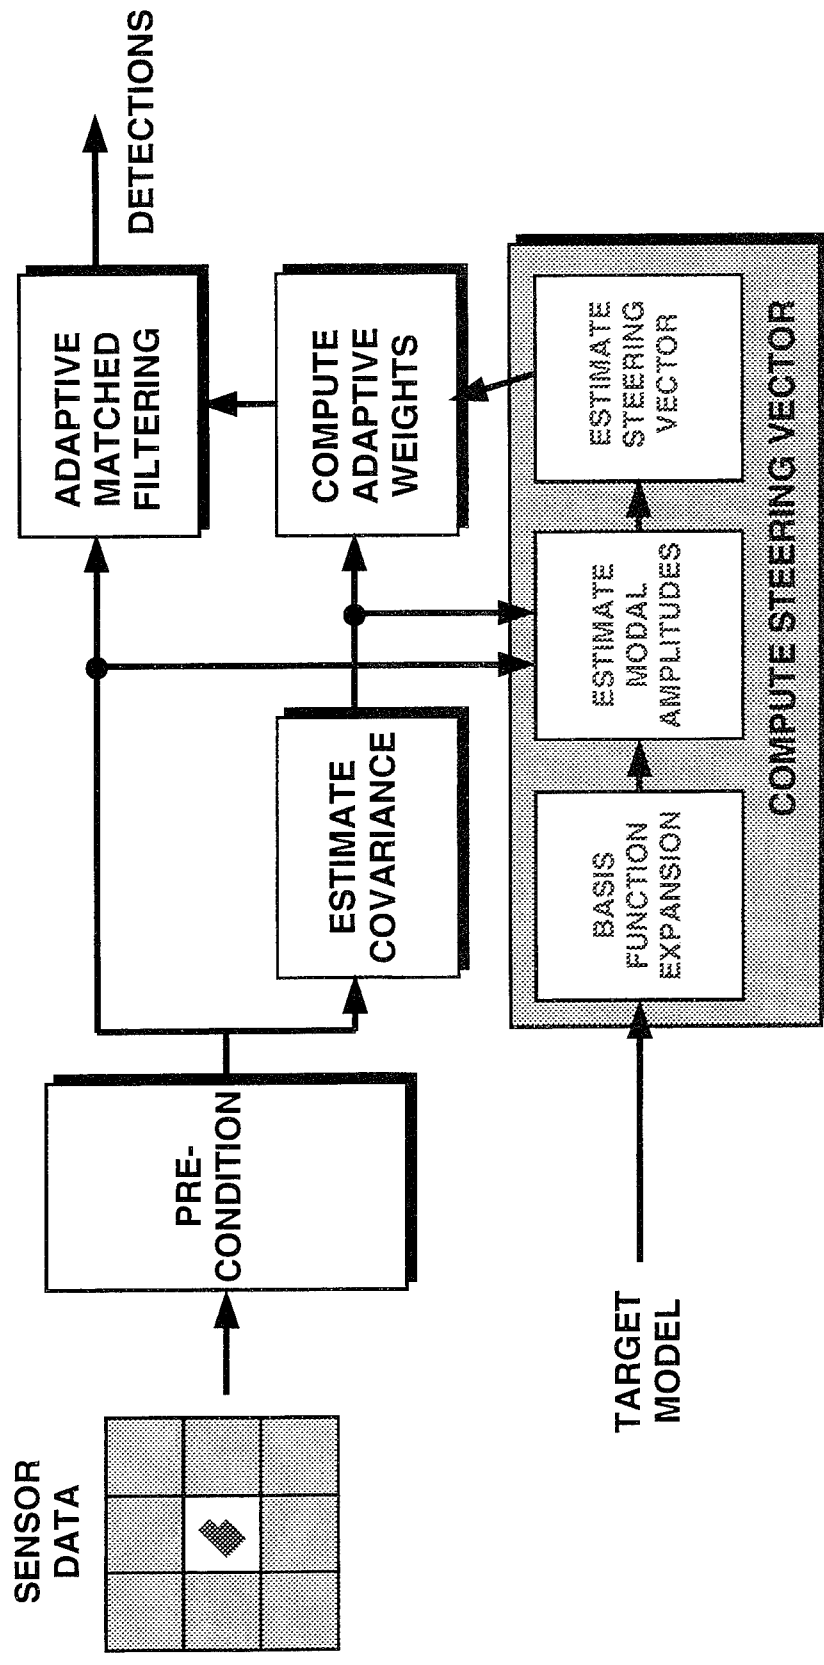 SENSOR
DATA
PRE-
CONDITION
ESTIMATE
COVARIANCE
ADAPTIVE
MATCHED
FILTERING
DETECTIONS
COMPUTE
ADAPTIVE
WEIGHTS
TARGET
MODEL
BASIS
FUNCTION
EXPANSION
ESTIMATE
MODAL
AMPLITUDES
ESTIMATE
STEERING
VECTOR
COMPUTE STEERING VECTOR